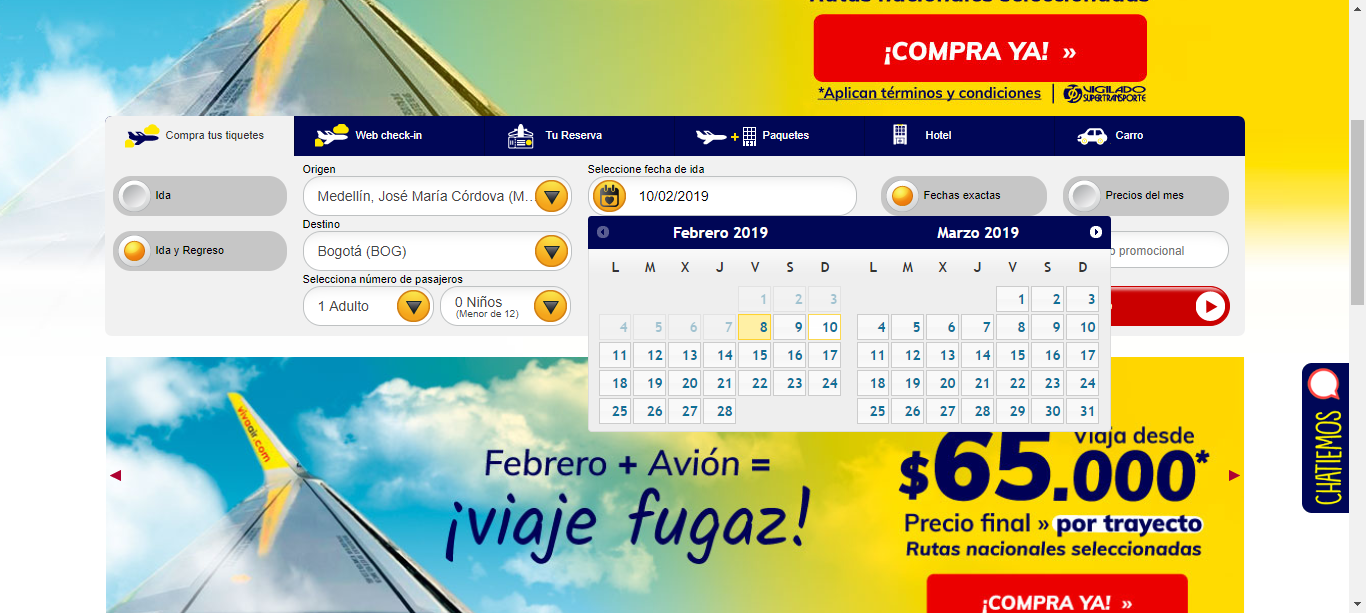 Rutas nacionales seleccionadas
¡COMPRA YA! »
*Aplican términos y condiciones | VIGILADO
SUPERTRANSPORTE
Compra tus tiquetes
Web check-in
Tu Reserva
Paquetes
Hotel
Carro
Origen
Seleccione fecha de ida
Ida
Medellín, José María Córdova (M...
10/02/2019
Fechas exactas
Precios del mes
Destino
Ida y Regreso
Bogotá (BOG)
promocional
Selecciona número de pasajeros
1 Adulto
0 Niños
(Menor de 12)
Febrero 2019
L M X J V S D
1 2 3
4 5 6 7 8 9 10
11 12 13 14 15 16 17
18 19 20 21 22 23 24
25 26 27 28
Marzo 2019
L M X J V S D
1 2 3
4 5 6 7 8 9 10
11 12 13 14 15 16 17
18 19 20 21 22 23 24
25 26 27 28 29 30 31
vivaair.com
Febrero + Avión =
¡viaje fugaz!
Viaja desde
$65.000*
Precio final » por trayecto
Rutas nacionales seleccionadas
¡COMPRA YA! »
CHATIEMOS